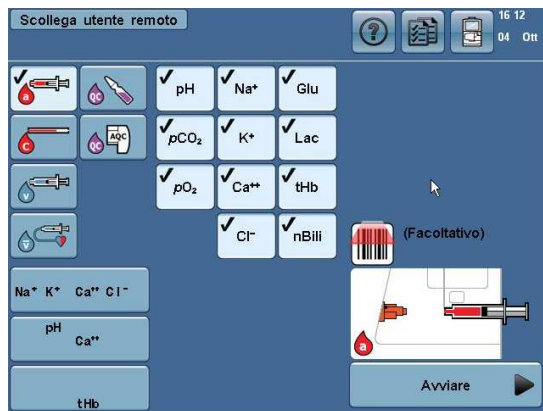 Scollega utente remoto
?
16 12
04 Ott
a
QC
pH
Na⁺
Glu
C
QC
AQC
pCO₂
K⁺
Lac
v
pO₂
Ca⁺⁺
tHb
v̅
Cl⁻
nBili
(Facoltativo)
Na⁺ K⁺ Ca⁺⁺ Cl⁻
pH
Ca⁺⁺
a
tHb
Avviare